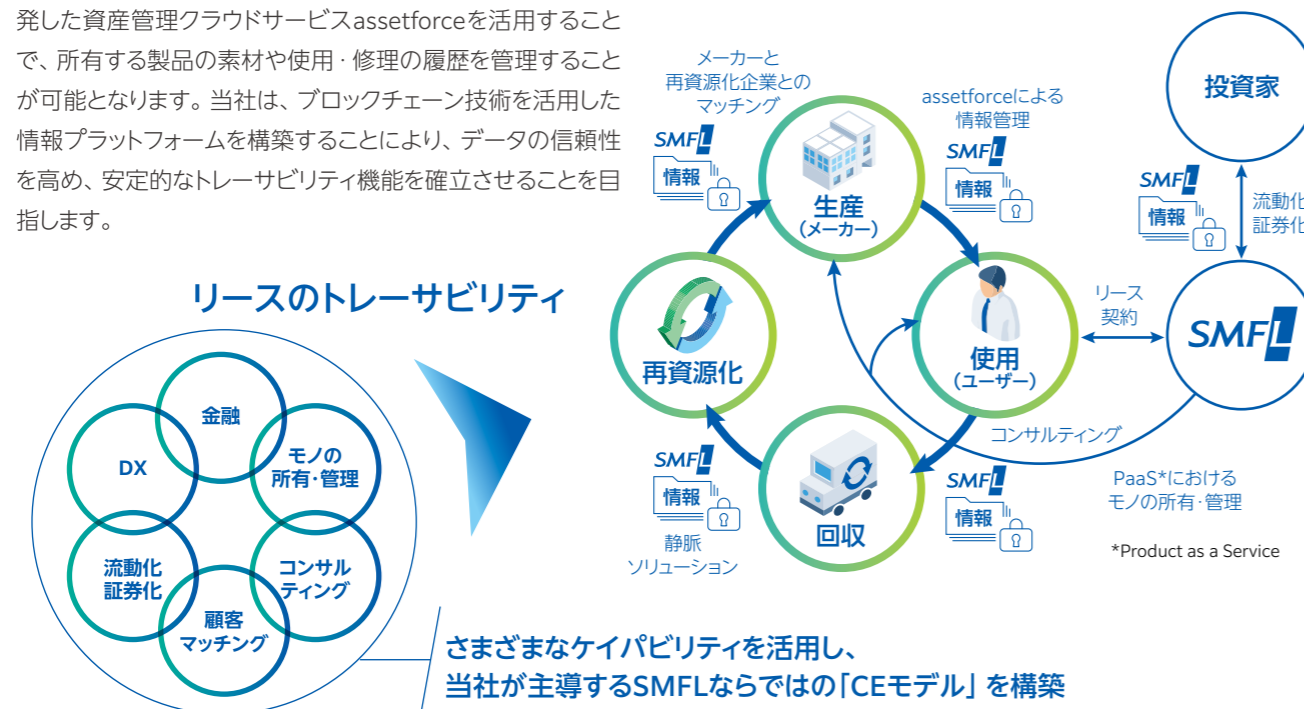 発した資産管理クラウドサービスassetforceを活用すること
で、所有する製品の素材や使用・修理の履歴を管理すること
が可能となります。当社は、ブロックチェーン技術を活用した
情報プラットフォームを構築することにより、データの信頼性
を高め、安定的なトレーサビリティ機能を確立させることを目
指します。
リースのトレーサビリティ
金融
DX
モノの
所有・管理
流動化
証券化
コンサル
ティング
顧客
マッチング
メーカーと
再資源化企業との
マッチング
SMFL
情報
生産
(メーカー)
assetforceによる
情報管理
SMFL
情報
投資家
SMFL
情報
流動化
証券化
再資源化
使用
(ユーザー)
リース
契約
SMFL
コンサルティング
SMFL
情報
静脈
ソリューション
回収
SMFL
情報
PaaS*における
モノの所有・管理
*Product as a Service
さまざまなケイパビリティを活用し、
当社が主導するSMFLならではの「CEモデル」を構築